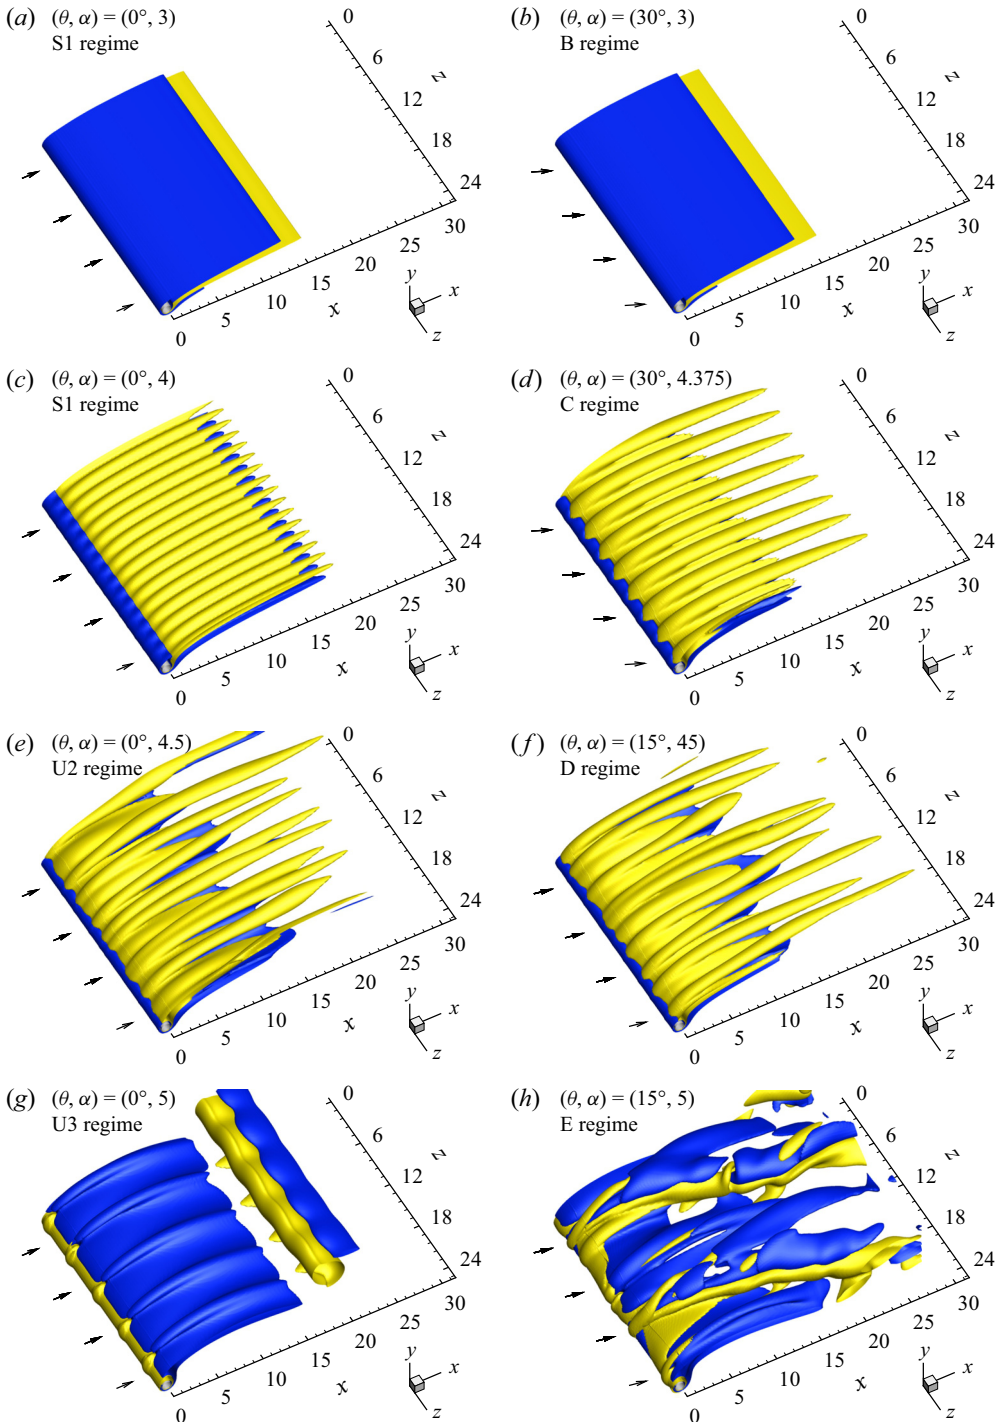 (a) (θ, α) = (0°, 3)
S1 regime
0
6
z
12
18
24
30
25
20
15
10
5
0
x
y
x
z
(b) (θ, α) = (30°, 3)
B regime
0
6
z
12
18
24
30
25
20
15
10
5
0
x
y
x
z
(c) (θ, α) = (0°, 4)
S1 regime
0
6
z
12
18
24
30
25
20
15
10
5
0
x
y
x
z
(d) (θ, α) = (30°, 4.375)
C regime
0
6
z
12
18
24
30
25
20
15
10
5
0
x
y
x
z
(e) (θ, α) = (0°, 4.5)
U2 regime
0
6
z
12
18
24
30
25
20
15
10
5
0
x
y
x
z
(f) (θ, α) = (15°, 45)
D regime
0
6
z
12
18
24
30
25
20
15
10
5
0
x
y
x
z
(g) (θ, α) = (0°, 5)
U3 regime
0
6
z
12
18
24
30
25
20
15
10
5
0
x
y
x
z
(h) (θ, α) = (15°, 5)
E regime
0
6
z
12
18
24
30
25
20
15
10
5
0
x
y
x
z